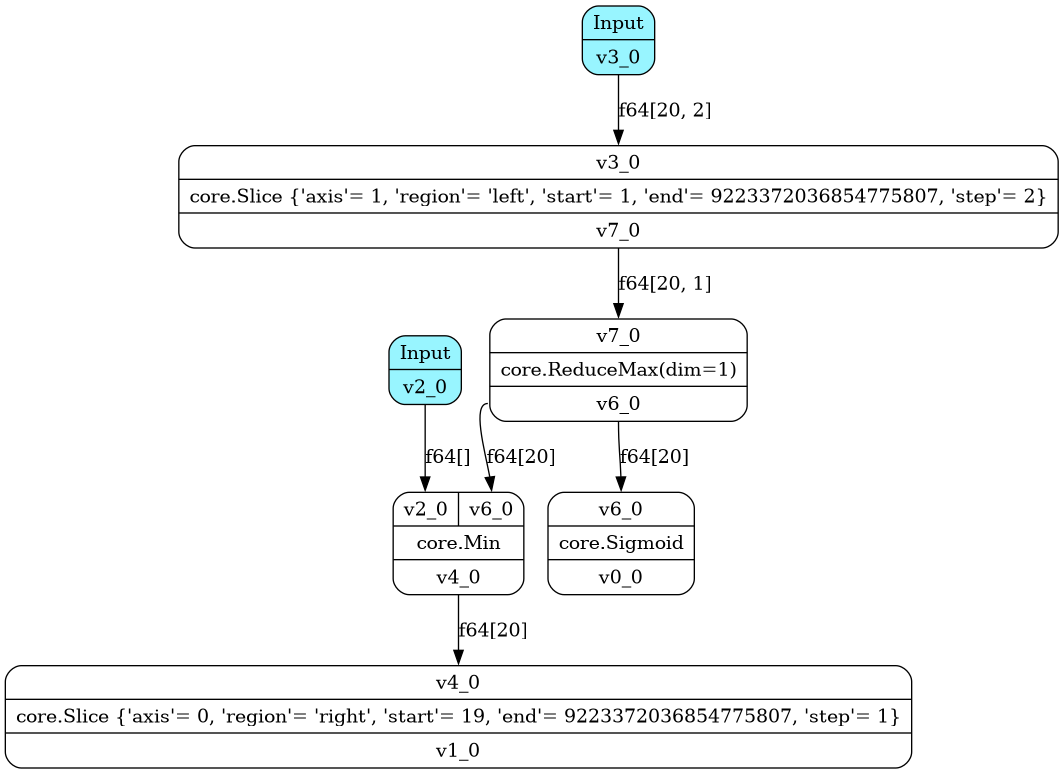 Input
v3_0
f64[20, 2]
v3_0
core.Slice {'axis'= 1, 'region'= 'left', 'start'= 1, 'end'= 9223372036854775807, 'step'= 2}
v7_0
f64[20, 1]
Input
v2_0
v7_0
core.ReduceMax(dim=1)
v6_0
f64[]
f64[20]
f64[20]
v2_0 v6_0
core.Min
v4_0
v6_0
core.Sigmoid
v0_0
f64[20]
v4_0
core.Slice {'axis'= 0, 'region'= 'right', 'start'= 19, 'end'= 9223372036854775807, 'step'= 1}
v1_0